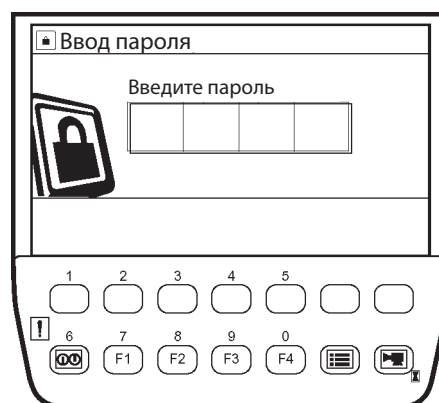 Ввод пароля
Введите пароль
1 2 3 4 5
6 7 8 9 0
F1 F2 F3 F4